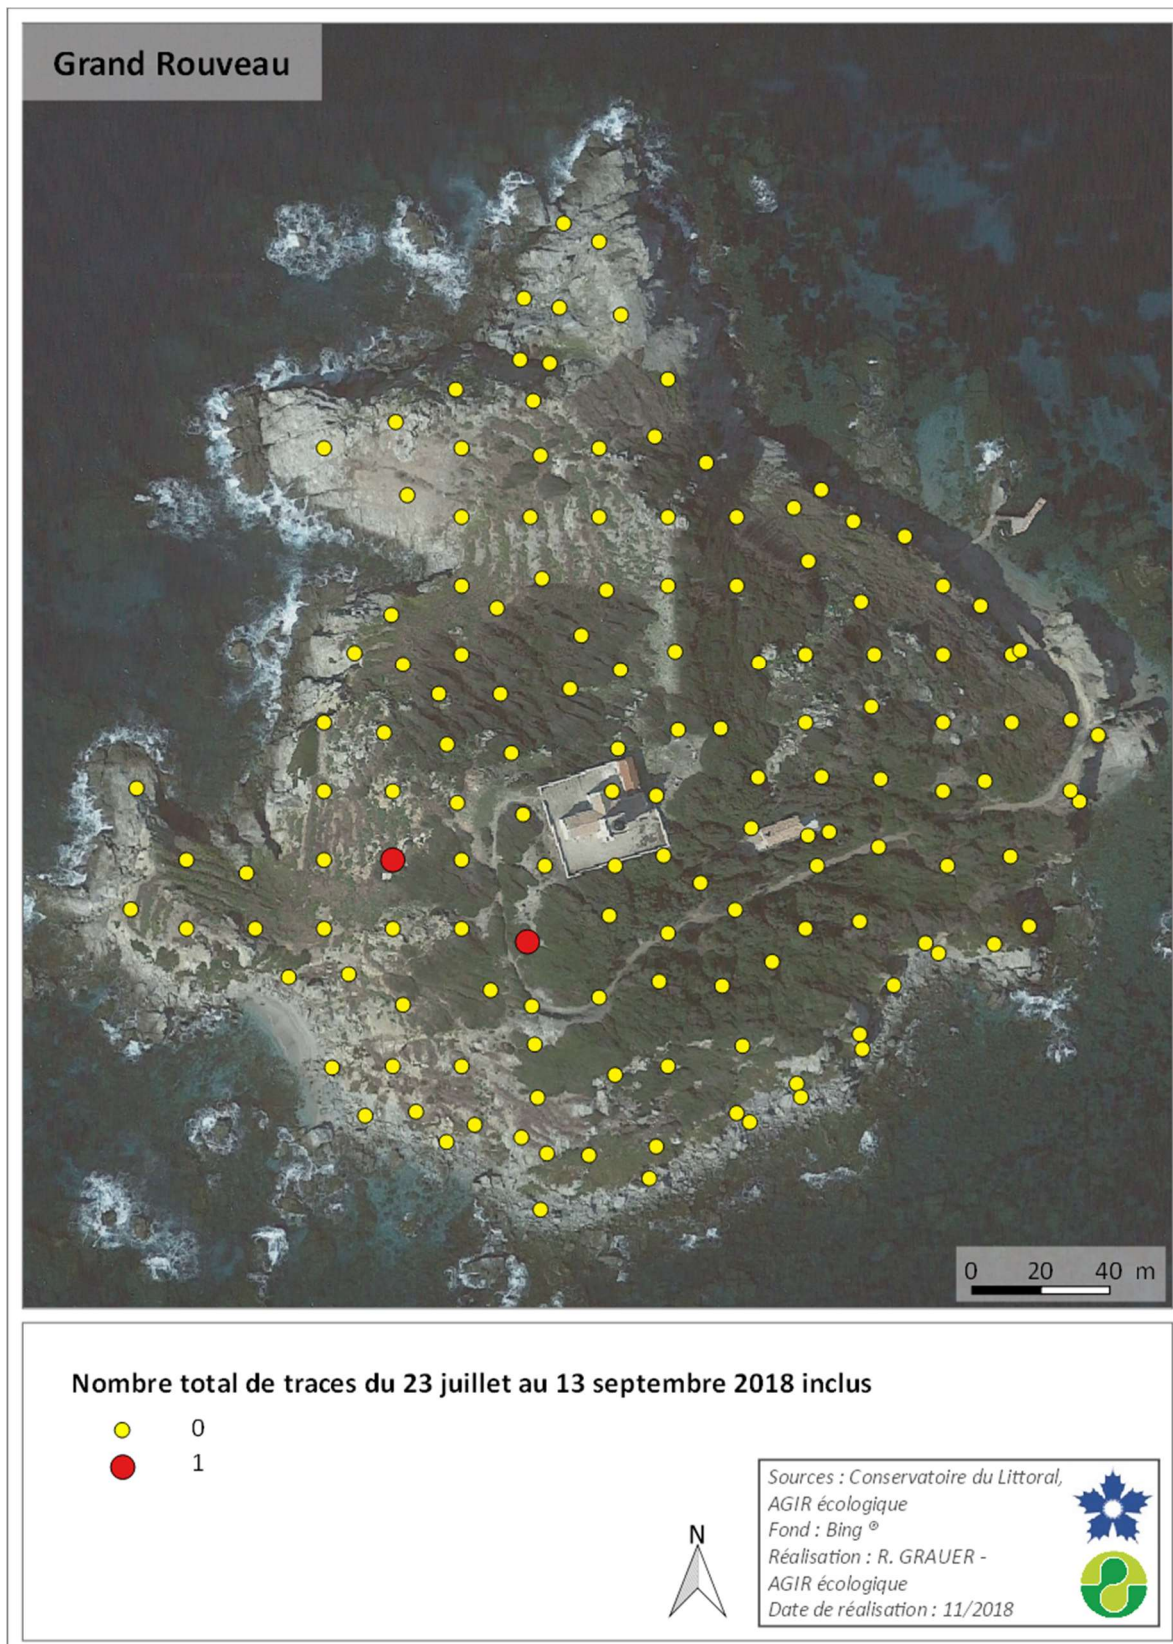 Grand Rouveau
0 20 40 m
Nombre total de traces du 23 juillet au 13 septembre 2018 inclus
0
1
N
Sources : Conservatoire du Littoral,
AGIR écologique
Fond : Bing ®
Réalisation : R. GRAUER -
AGIR écologique
Date de réalisation : 11/2018